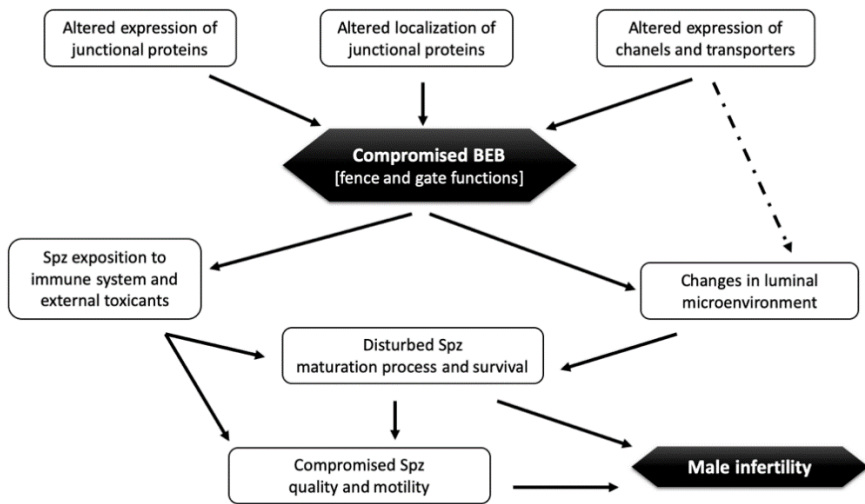 Altered expression of
junctional proteins
Altered localization of
junctional proteins
Altered expression of
chanels and transporters
Compromised BEB
[fence and gate functions]
Spz exposition to
immune system and
external toxicants
Changes in luminal
microenvironment
Disturbed Spz
maturation process and survival
Compromised Spz
quality and motility
Male infertility